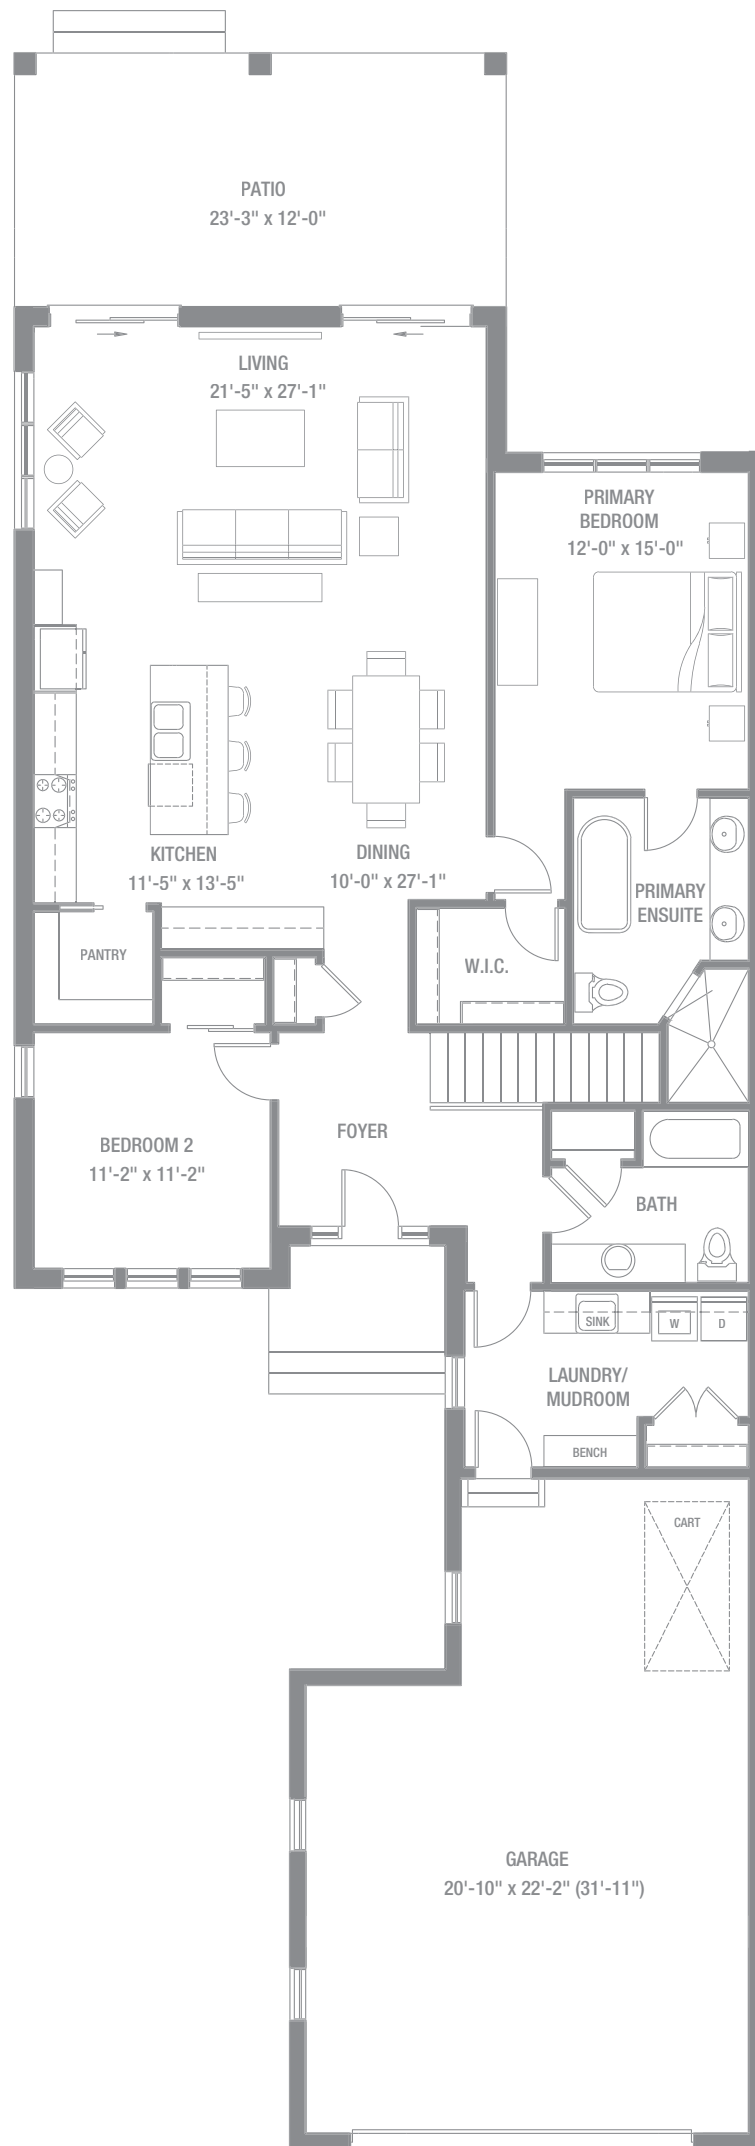 PATIO
23'-3" x 12'-0"
LIVING
21'-5" x 27'-1"
PRIMARY
BEDROOM
12'-0" x 15'-0"
KITCHEN
11'-5" x 13'-5"
DINING
10'-0" x 27'-1"
PRIMARY
ENSUITE
PANTRY
W.I.C.
FOYER
BEDROOM 2
11'-2" x 11'-2"
BATH
SINK
W
D
LAUNDRY/
MUDROOM
BENCH
CART
GARAGE
20'-10" x 22'-2" (31'-11")